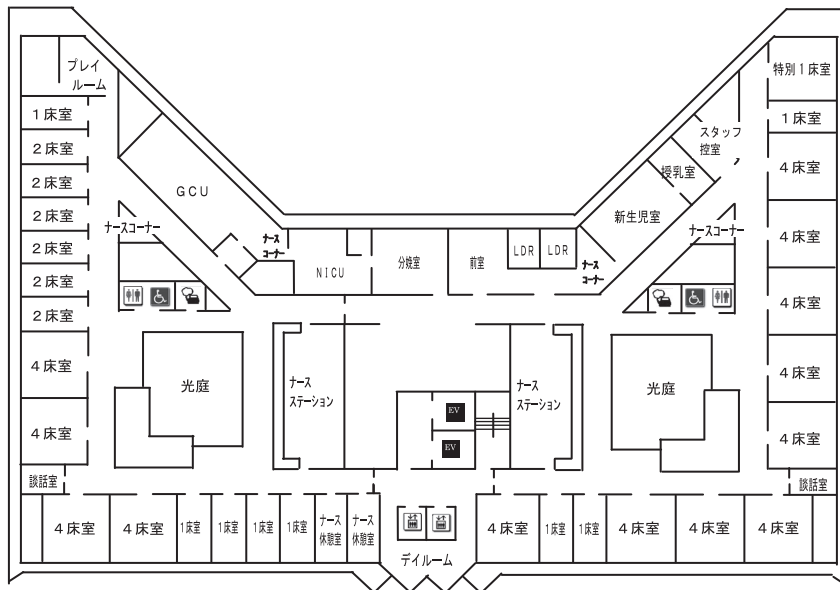 プレイ
ルーム
特別1床室
1床室
1床室
スタッフ
控室
2床室
4床室
授乳室
2床室
GCU
新生児室
2床室
ナースコーナー
ナースコーナー
4床室
2床室
ナース
コーナー
LDR
LDR
分娩室
前室
NICU
ナース
コーナー
2床室
4床室
2床室
4床室
4床室
光庭
ナース
ステーション
ナース
ステーション
光庭
EV
4床室
4床室
EV
談話室
談話室
4床室
4床室
1床室
1床室
1床室
1床室
ナース
休憩室
ナース
休憩室
4床室
1床室
1床室
4床室
4床室
4床室
デイルーム